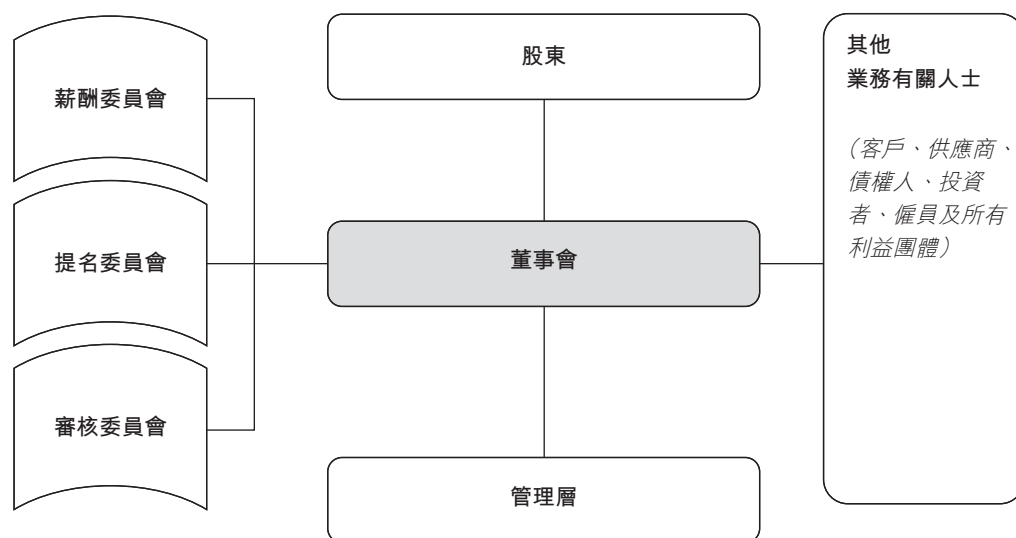 薪酬委員會
提名委員會
審核委員會
股東
董事會
管理層
其他
業務有關人士
（客戶、供應商、
債權人、投資
者、僱員及所有
利益團體）